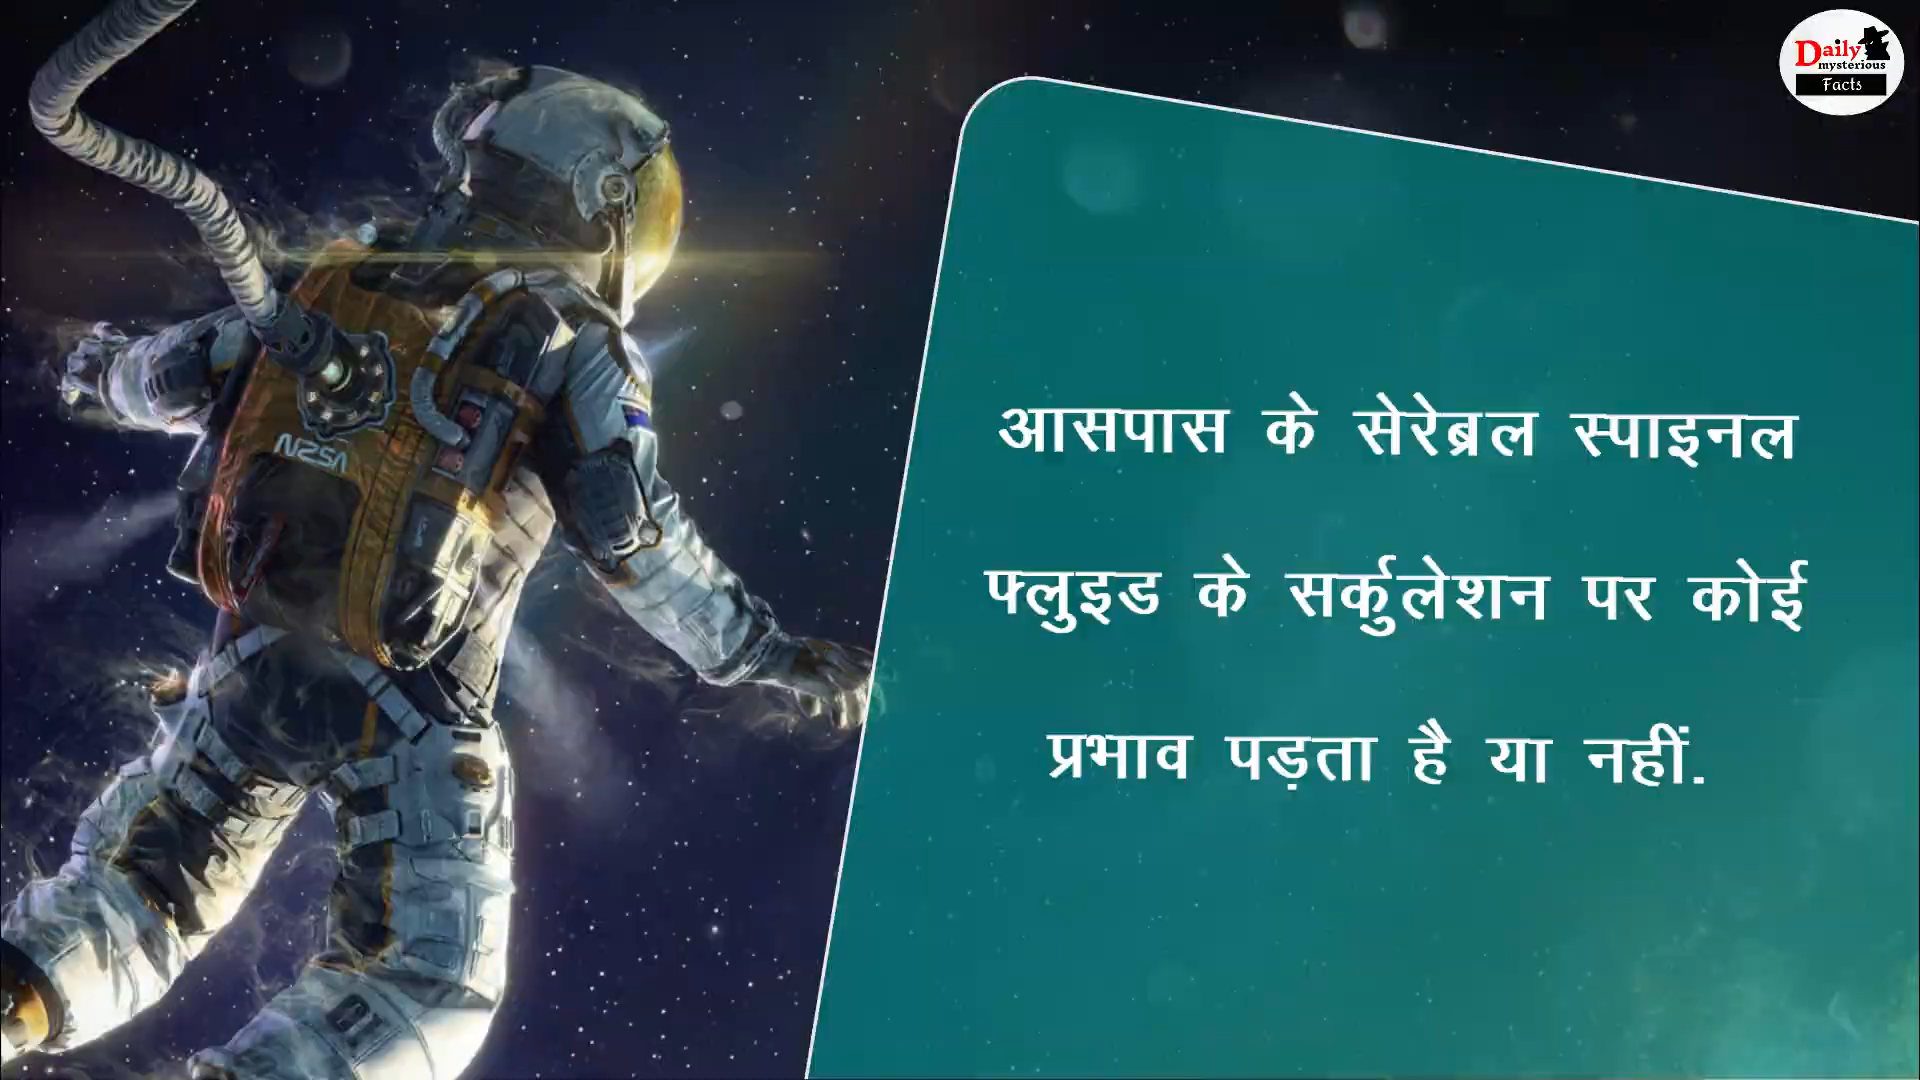 Daily
mysterious
Facts
आसपास के सेरेब्रल स्पाइनल
फ्लुइड के सर्कुलेशन पर कोई
प्रभाव पड़ता है या नहीं.